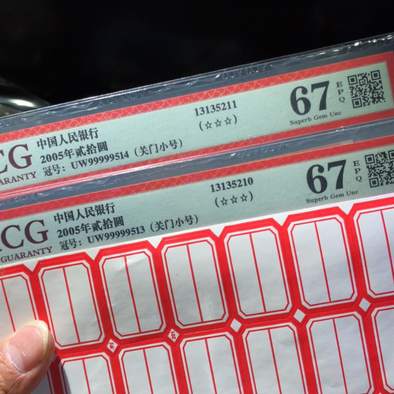 CG
GUARANTY
中国人民银行
2005年贰拾圆
冠号：UW99999514（关门小号）
13135211
(☆☆☆)
67
EPQ
Superb Gem Unc
CG
GUARANTY
中国人民银行
2005年贰拾圆
冠号：UW99999513（关门小号）
13135210
(☆☆☆)
67
EPQ
Superb Gem Unc